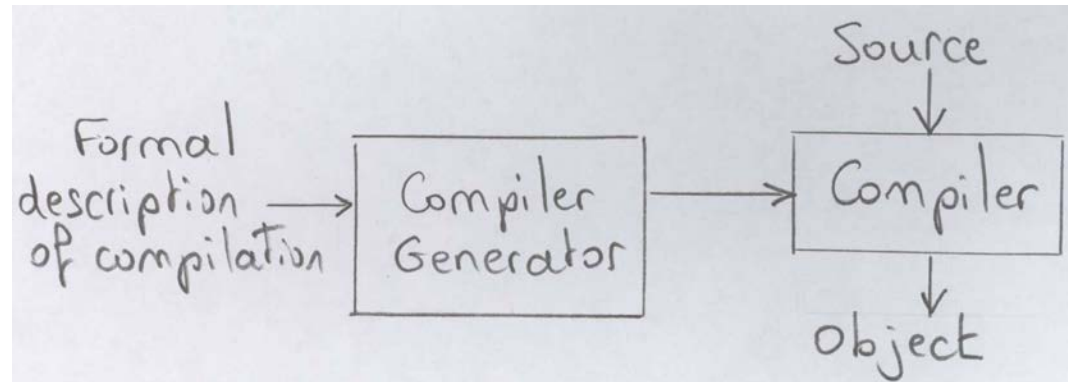 Formal
description
of compilation
Compiler
Generator
Source
Compiler
Object